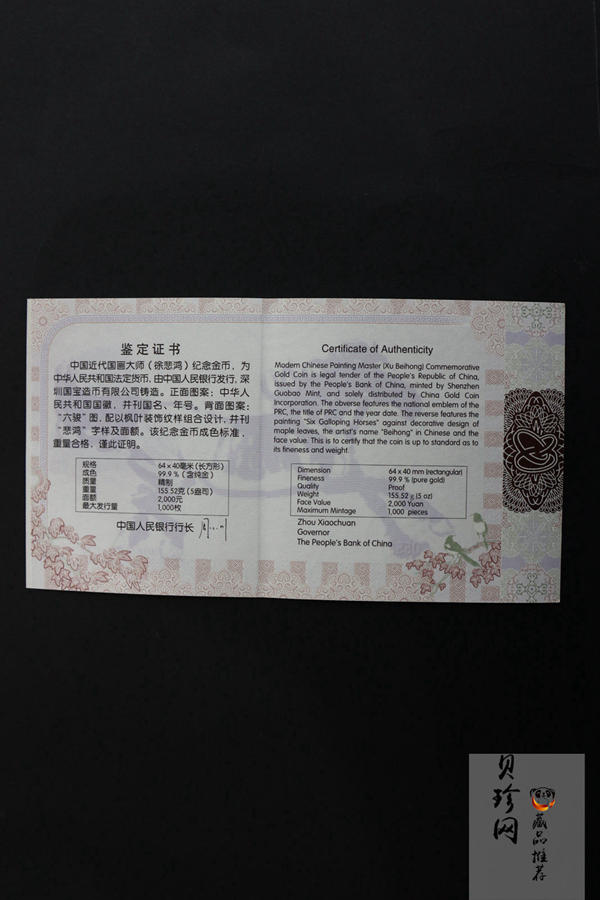 鉴定证书
中国近代国画大师（徐悲鸿）纪念金币，为
中华人民共和国法定货币，由中国人民银行发行，深
圳国宝造币有限公司铸造。正面图案：中华人
民共和国国徽，并刊国名、年号。背面图案：
“六骏”图，配以枫叶装饰纹样组合设计，并刊
“悲鸿”字样及面额。该纪念金币成色标准，
重量合格，谨此证明。
规格 64×40毫米（长方形）
成色 99.9%（含纯金）
质量 精制
重量 155.52克（5盎司）
面额 2,000元
最大发行量 1,000枚
中国人民银行行长
Certificate of Authenticity
Modern Chinese Painting Master (Xu Beihong) Commemorative
Gold Coin is legal tender of the People's Republic of China,
issued by the People's Bank of China, minted by Shenzhen
Guobao Mint, and solely distributed by China Gold Coin
Incorporation. The obverse features the national emblem of the
PRC, the title of PRC and the year date. The reverse features the
painting "Six Galloping Horses" against decorative design of
maple leaves, the artist's name "Beihong" in Chinese and the
face value. This is to certify that the coin is up to standard as to
its fineness and weight.
Dimension 64 x 40 mm (rectangular)
Fineness 99.9 % (pure gold)
Quality Proof
Weight 155.52 g (5 oz)
Face Value 2,000 Yuan
Maximum Mintage 1,000 pieces
Zhou Xiaochuan
Governor
The People's Bank of China
贝珍网
藏品推荐